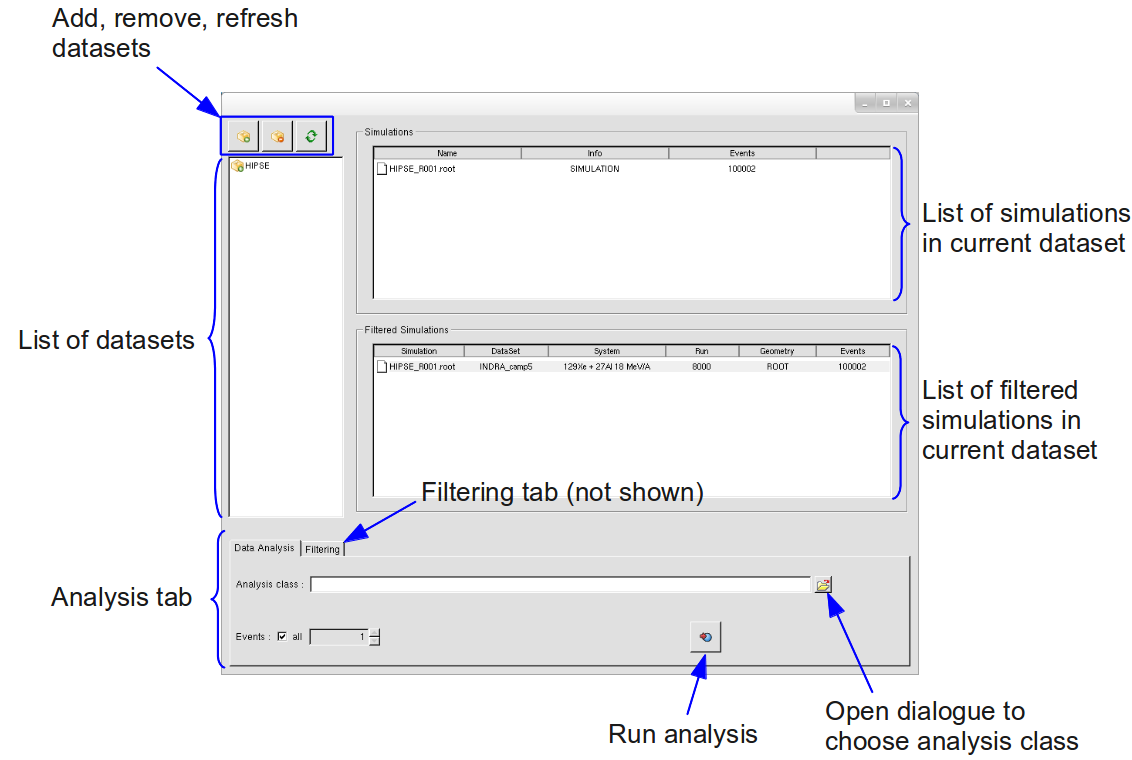 Add, remove, refresh
datasets
Simulations
Name Info Events
HIPSE_R001.root SIMULATION 100002
HIPSE
List of simulations
in current dataset
List of datasets
Filtered Simulations
Simulation DataSet System Run Geometry Events
HIPSE_R001.root INDRA_camp5 129Xe + 27Al 18 MeV/A 8000 ROOT 100002
List of filtered
simulations in
current dataset
Filtering tab (not shown)
Data Analysis Filtering
Analysis class :
Analysis tab
Events : all 1
Run analysis
Open dialogue to
choose analysis class